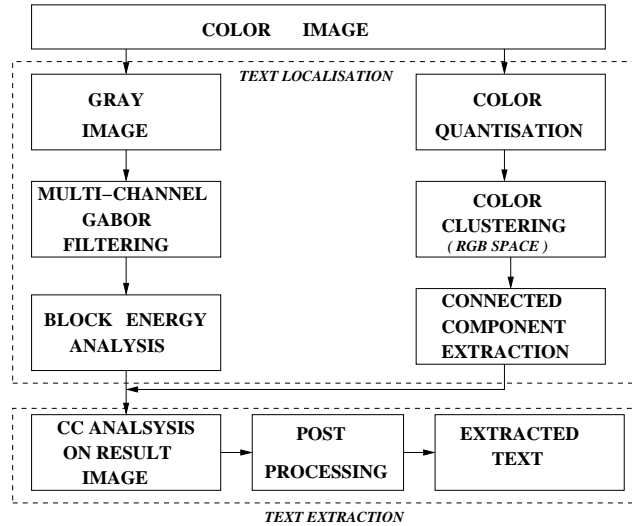 COLOR IMAGE
TEXT LOCALISATION
GRAY
IMAGE
COLOR
QUANTISATION
MULTI-CHANNEL
GABOR
FILTERING
COLOR
CLUSTERING
( RGB SPACE )
BLOCK ENERGY
ANALYSIS
CONNECTED
COMPONENT
EXTRACTION
CC ANALSYSIS
ON RESULT
IMAGE
POST
PROCESSING
EXTRACTED
TEXT
TEXT EXTRACTION